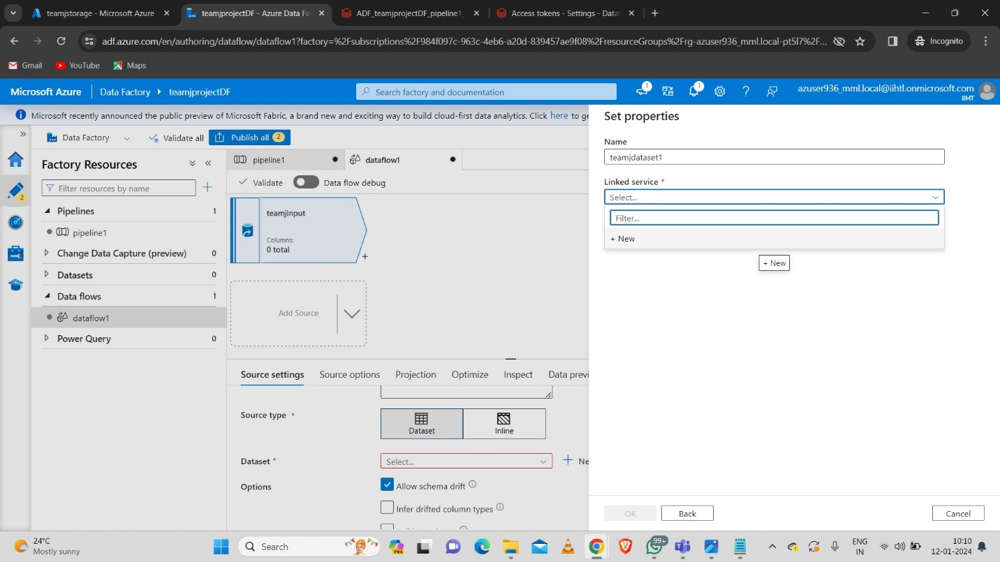 teamjstorage - Microsoft Azure
teamjprojectDF - Azure Data Fa
ADF_teamjprojectDF_pipeline1_
Access tokens - Settings - Data
adf.azure.com/en/authoring/dataflow/dataflow1?factory=%2Fsubscriptions%2F984f097c-963c-4eb6-a20d-839457ae9f08%2FresourceGroups%2Frg-azuser936_mml.local-pt5l7%2F...
Incognito
Gmail
YouTube
Maps
Microsoft Azure
Data Factory
teamjprojectDF
Search factory and documentation
1
1
azuser936_mml.local@iihtl.onmicrosoft.com
IIHT
Microsoft recently announced the public preview of Microsoft Fabric, a brand new and exciting way to build cloud-first data analytics. Click here to ge
Data Factory
Validate all
Publish all 2
Factory Resources
Filter resources by name
2
Pipelines 1
pipeline1
Change Data Capture (preview) 0
Datasets 0
Data flows 1
dataflow1
Power Query 0
pipeline1
dataflow1
Validate
Data flow debug
teamjinput
Columns:
0 total
+
Add Source
Source settings
Source options
Projection
Optimize
Inspect
Data previ
Source type *
Dataset
Inline
Dataset *
Select...
+ Ne
Options
Allow schema drift
Infer drifted column types
Set properties
Name
teamjdataset1
Linked service *
Select...
Filter...
+ New
+ New
OK
Back
Cancel
24°C
Mostly sunny
Search
PRE
99+
ENG
IN
10:10
12-01-2024